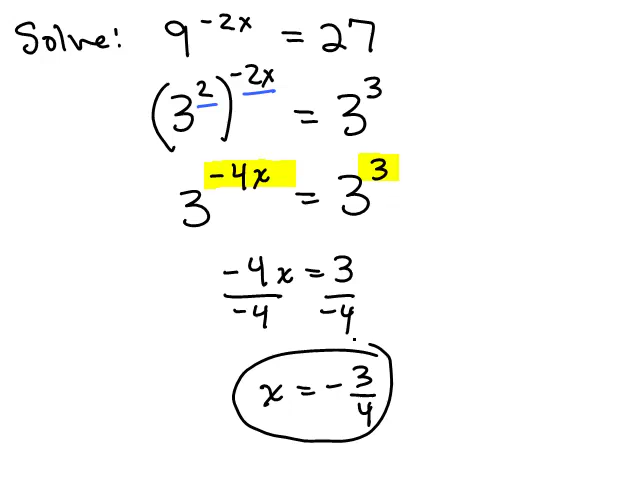 Solve: 9^{-2x} = 27
(3^2)^{-2x} = 3^3
3^{-4x} = 3^3
-4x = 3
-4 -4
x = -3/4